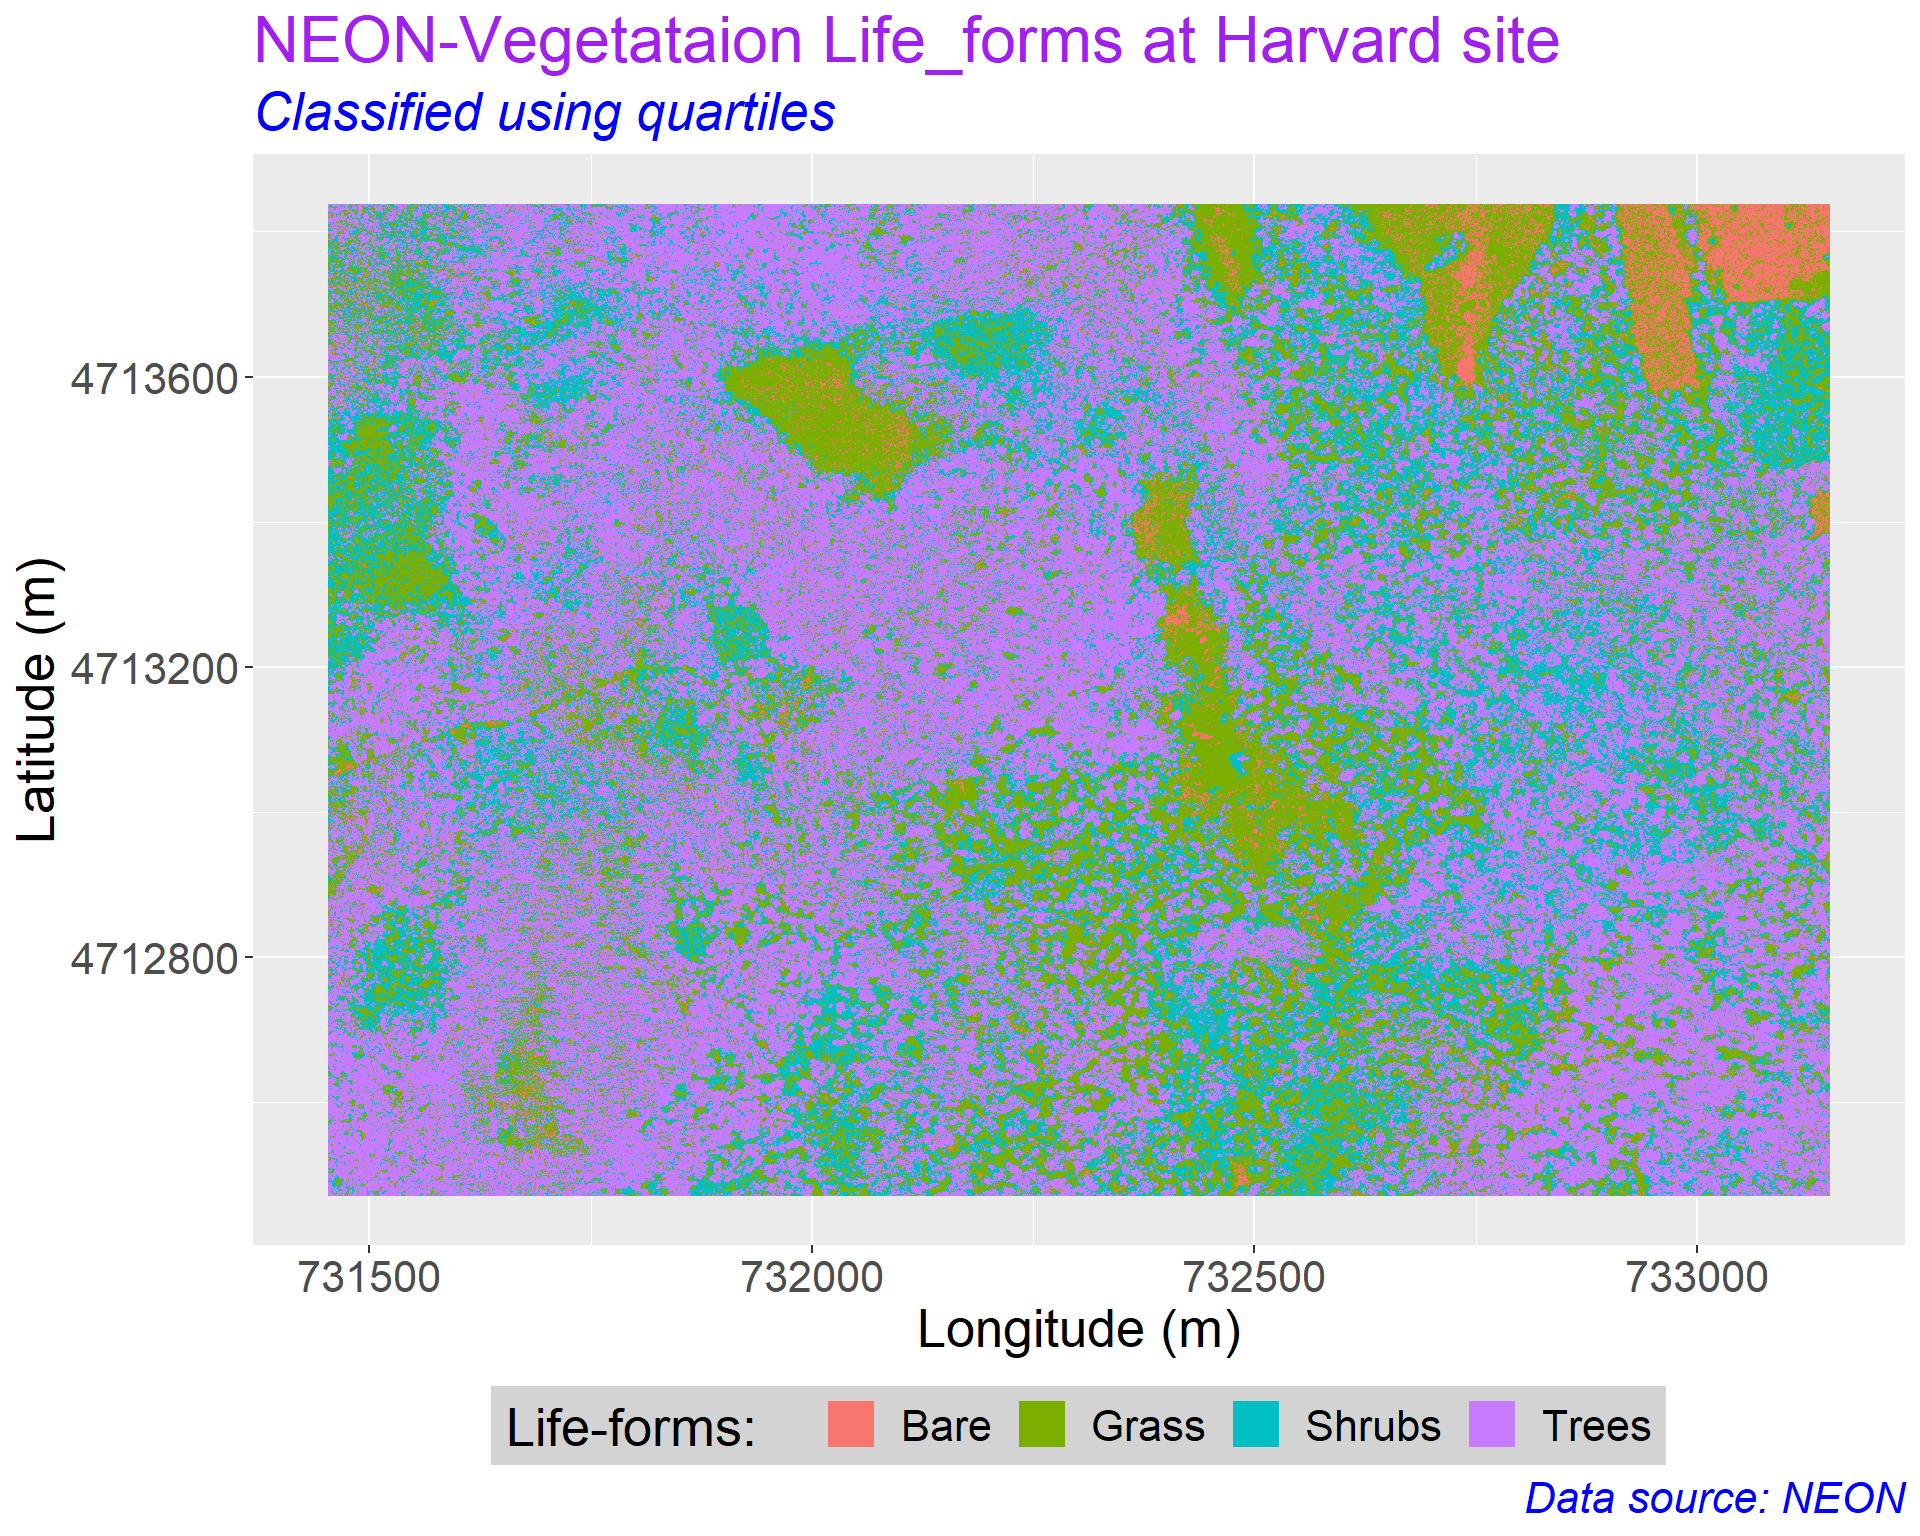 NEON-Vegetataion Life_forms at Harvard site
Classified using quartiles
4713600
4713200
4712800
Latitude (m)
731500 732000 732500 733000
Longitude (m)
Life-forms: Bare Grass Shrubs Trees
Data source: NEON